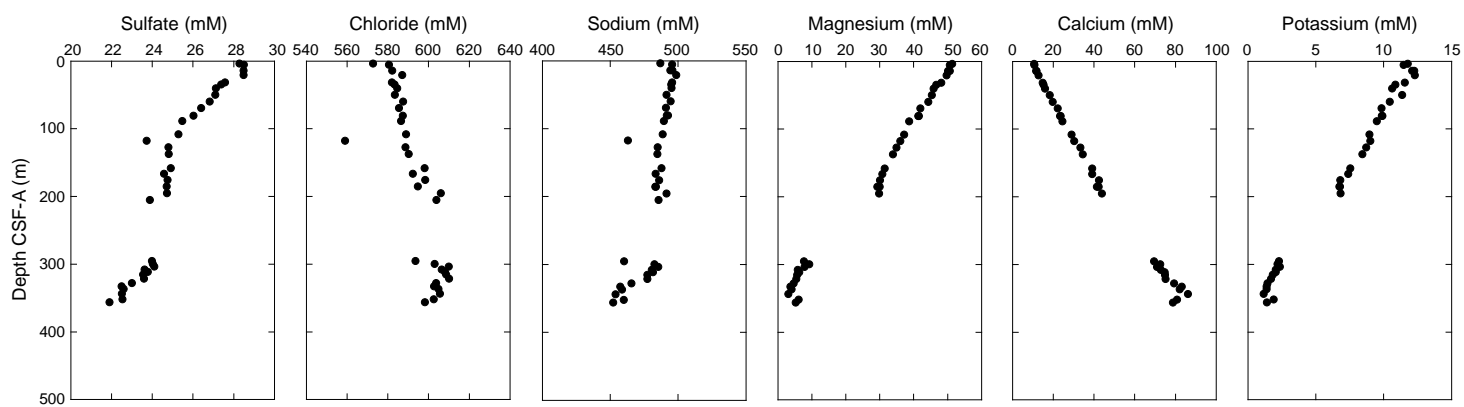 Sulfate (mM)
Chloride (mM)
Sodium (mM)
Magnesium (mM)
Calcium (mM)
Potassium (mM)
20 22 24 26 28 30
540 560 580 600 620 640
400 450 500 550
0 10 20 30 40 50 60
0 20 40 60 80 100
0 5 10 15
Depth CSF-A (m)
0
100
200
300
400
500